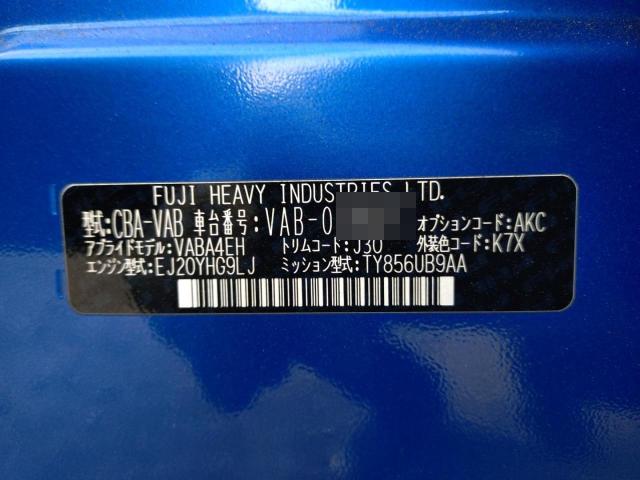 FUJI HEAVY INDUSTRIES LTD.
型式:CBA-VAB 車台番号:VAB-0 オプションコード:AKC
アプライドモデル:VABA4EH トリムコード:J30 外装色コード:K7X
エンジン型式:EJ20YHG9LJ ミッション型式:TY856UB9AA